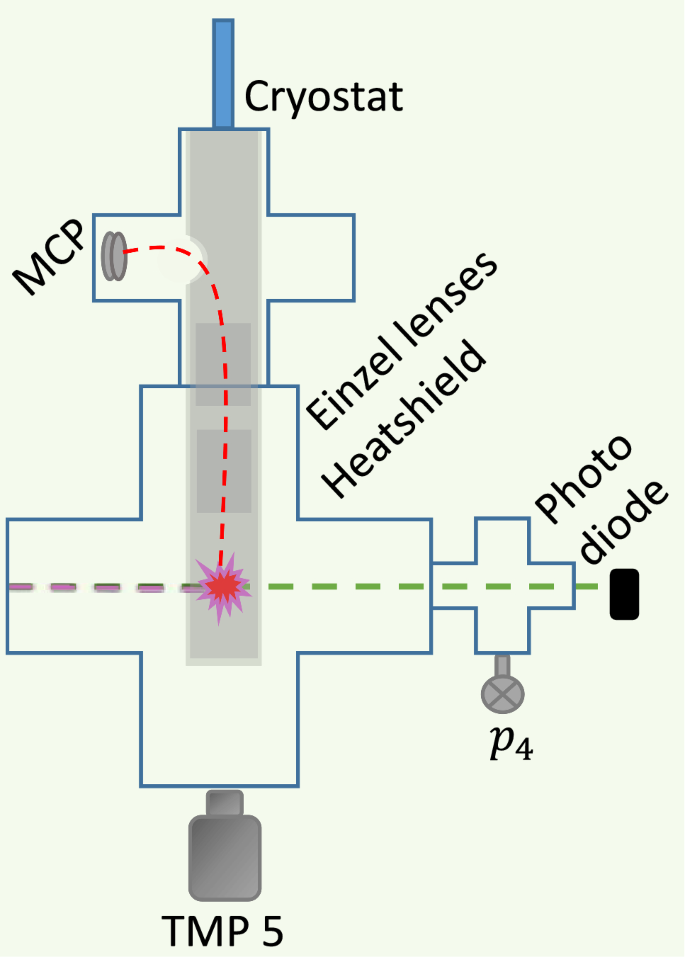 Cryostat
MCP
Einzel lenses
Heatshield
Photo
diode
p₄
TMP 5